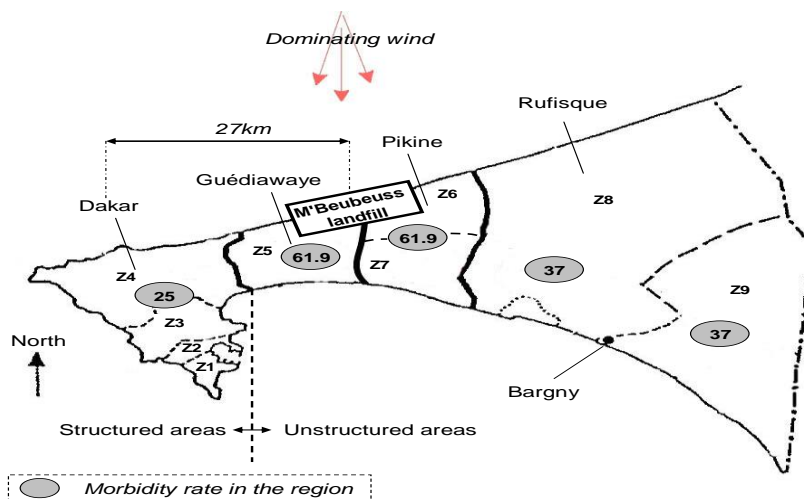 Dominating wind
Rufisque
27km
Pikine
Guédiawaye
Z6
M'Beubeuss
landfill
Z8
Dakar
Z5
61.9
61.9
Z4
Z7
37
Z9
25
Z3
North
Z2
37
Z1
Bargny
Structured areas
Unstructured areas
Morbidity rate in the region